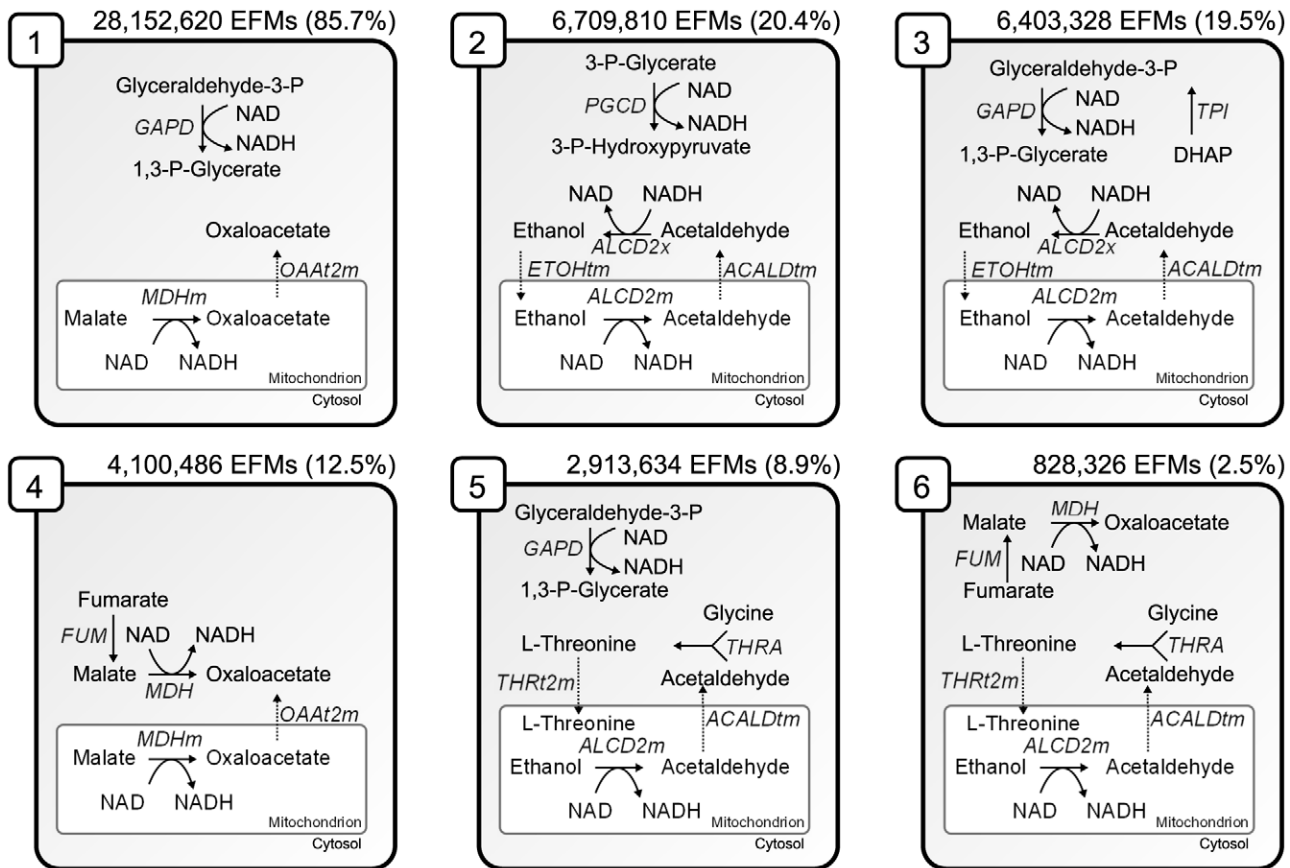 1
28,152,620 EFMs (85.7%)
Glyceraldehyde-3-P
GAPD
NAD
NADH
1,3-P-Glycerate
Oxaloacetate
OAAt2m
MDHm
Malate
Oxaloacetate
NAD
NADH
Mitochondrion
Cytosol
2
6,709,810 EFMs (20.4%)
3-P-Glycerate
PGCD
NAD
NADH
3-P-Hydroxypyruvate
NAD
NADH
Ethanol
Acetaldehyde
ALCD2x
ETOHtm
ACALDtm
ALCD2m
Ethanol
Acetaldehyde
NAD
NADH
Mitochondrion
Cytosol
3
6,403,328 EFMs (19.5%)
Glyceraldehyde-3-P
GAPD
NAD
NADH
TPI
1,3-P-Glycerate
DHAP
NAD
NADH
Ethanol
Acetaldehyde
ALCD2x
ETOHtm
ACALDtm
ALCD2m
Ethanol
Acetaldehyde
NAD
NADH
Mitochondrion
Cytosol
4
4,100,486 EFMs (12.5%)
Fumarate
FUM
NAD
NADH
Malate
Oxaloacetate
MDH
OAAt2m
MDHm
Malate
Oxaloacetate
NAD
NADH
Mitochondrion
Cytosol
5
2,913,634 EFMs (8.9%)
Glyceraldehyde-3-P
GAPD
NAD
NADH
1,3-P-Glycerate
Glycine
L-Threonine
THRA
Acetaldehyde
THRt2m
ACALDtm
L-Threonine
ALCD2m
Ethanol
Acetaldehyde
NAD
NADH
Mitochondrion
Cytosol
6
828,326 EFMs (2.5%)
MDH
Malate
Oxaloacetate
FUM
NAD
NADH
Fumarate
Glycine
L-Threonine
THRA
Acetaldehyde
THRt2m
ACALDtm
L-Threonine
ALCD2m
Ethanol
Acetaldehyde
NAD
NADH
Mitochondrion
Cytosol